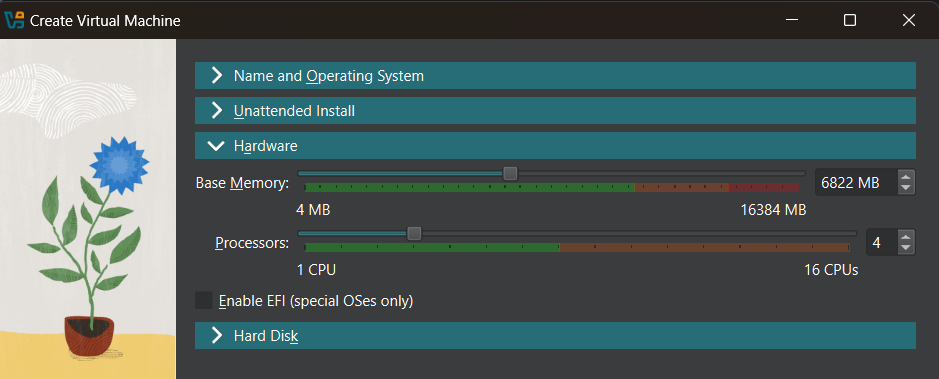 Create Virtual Machine
Name and Operating System
Unattended Install
Hardware
Base Memory: 6822 MB
4 MB 16384 MB
Processors: 4
1 CPU 16 CPUs
Enable EFI (special OSes only)
Hard Disk